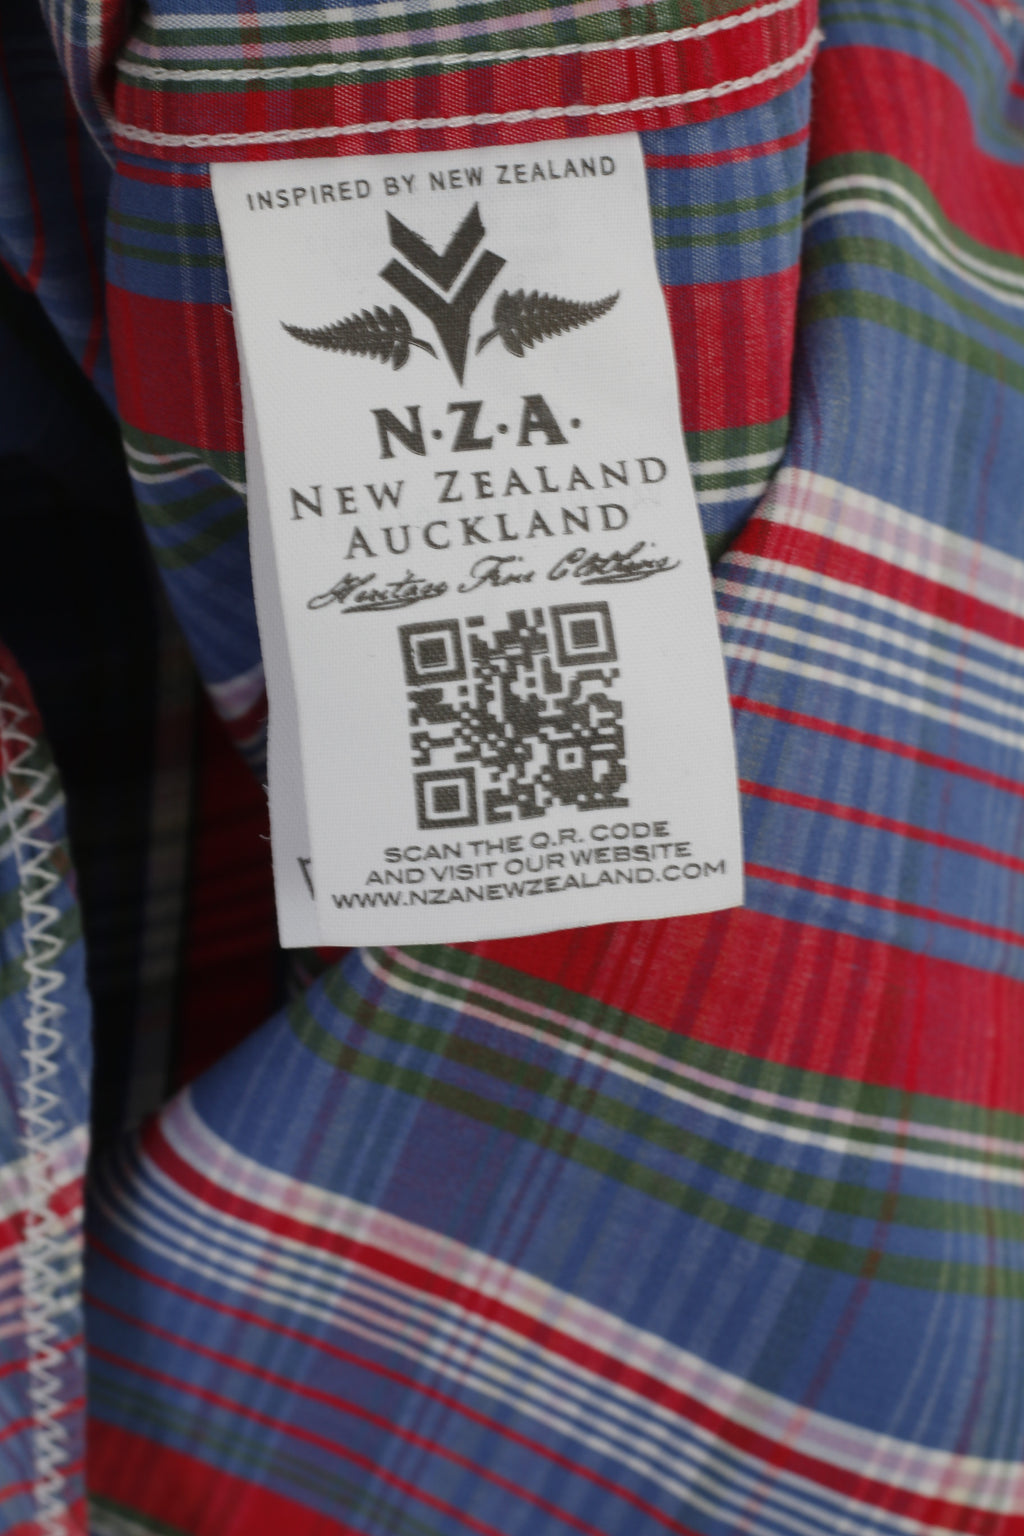 INSPIRED BY NEW ZEALAND
N·Z·A·
NEW ZEALAND
AUCKLAND
Heritage Fine Clothing
SCAN THE Q.R. CODE
AND VISIT OUR WEBSITE
WWW.NZANEWZEALAND.COM